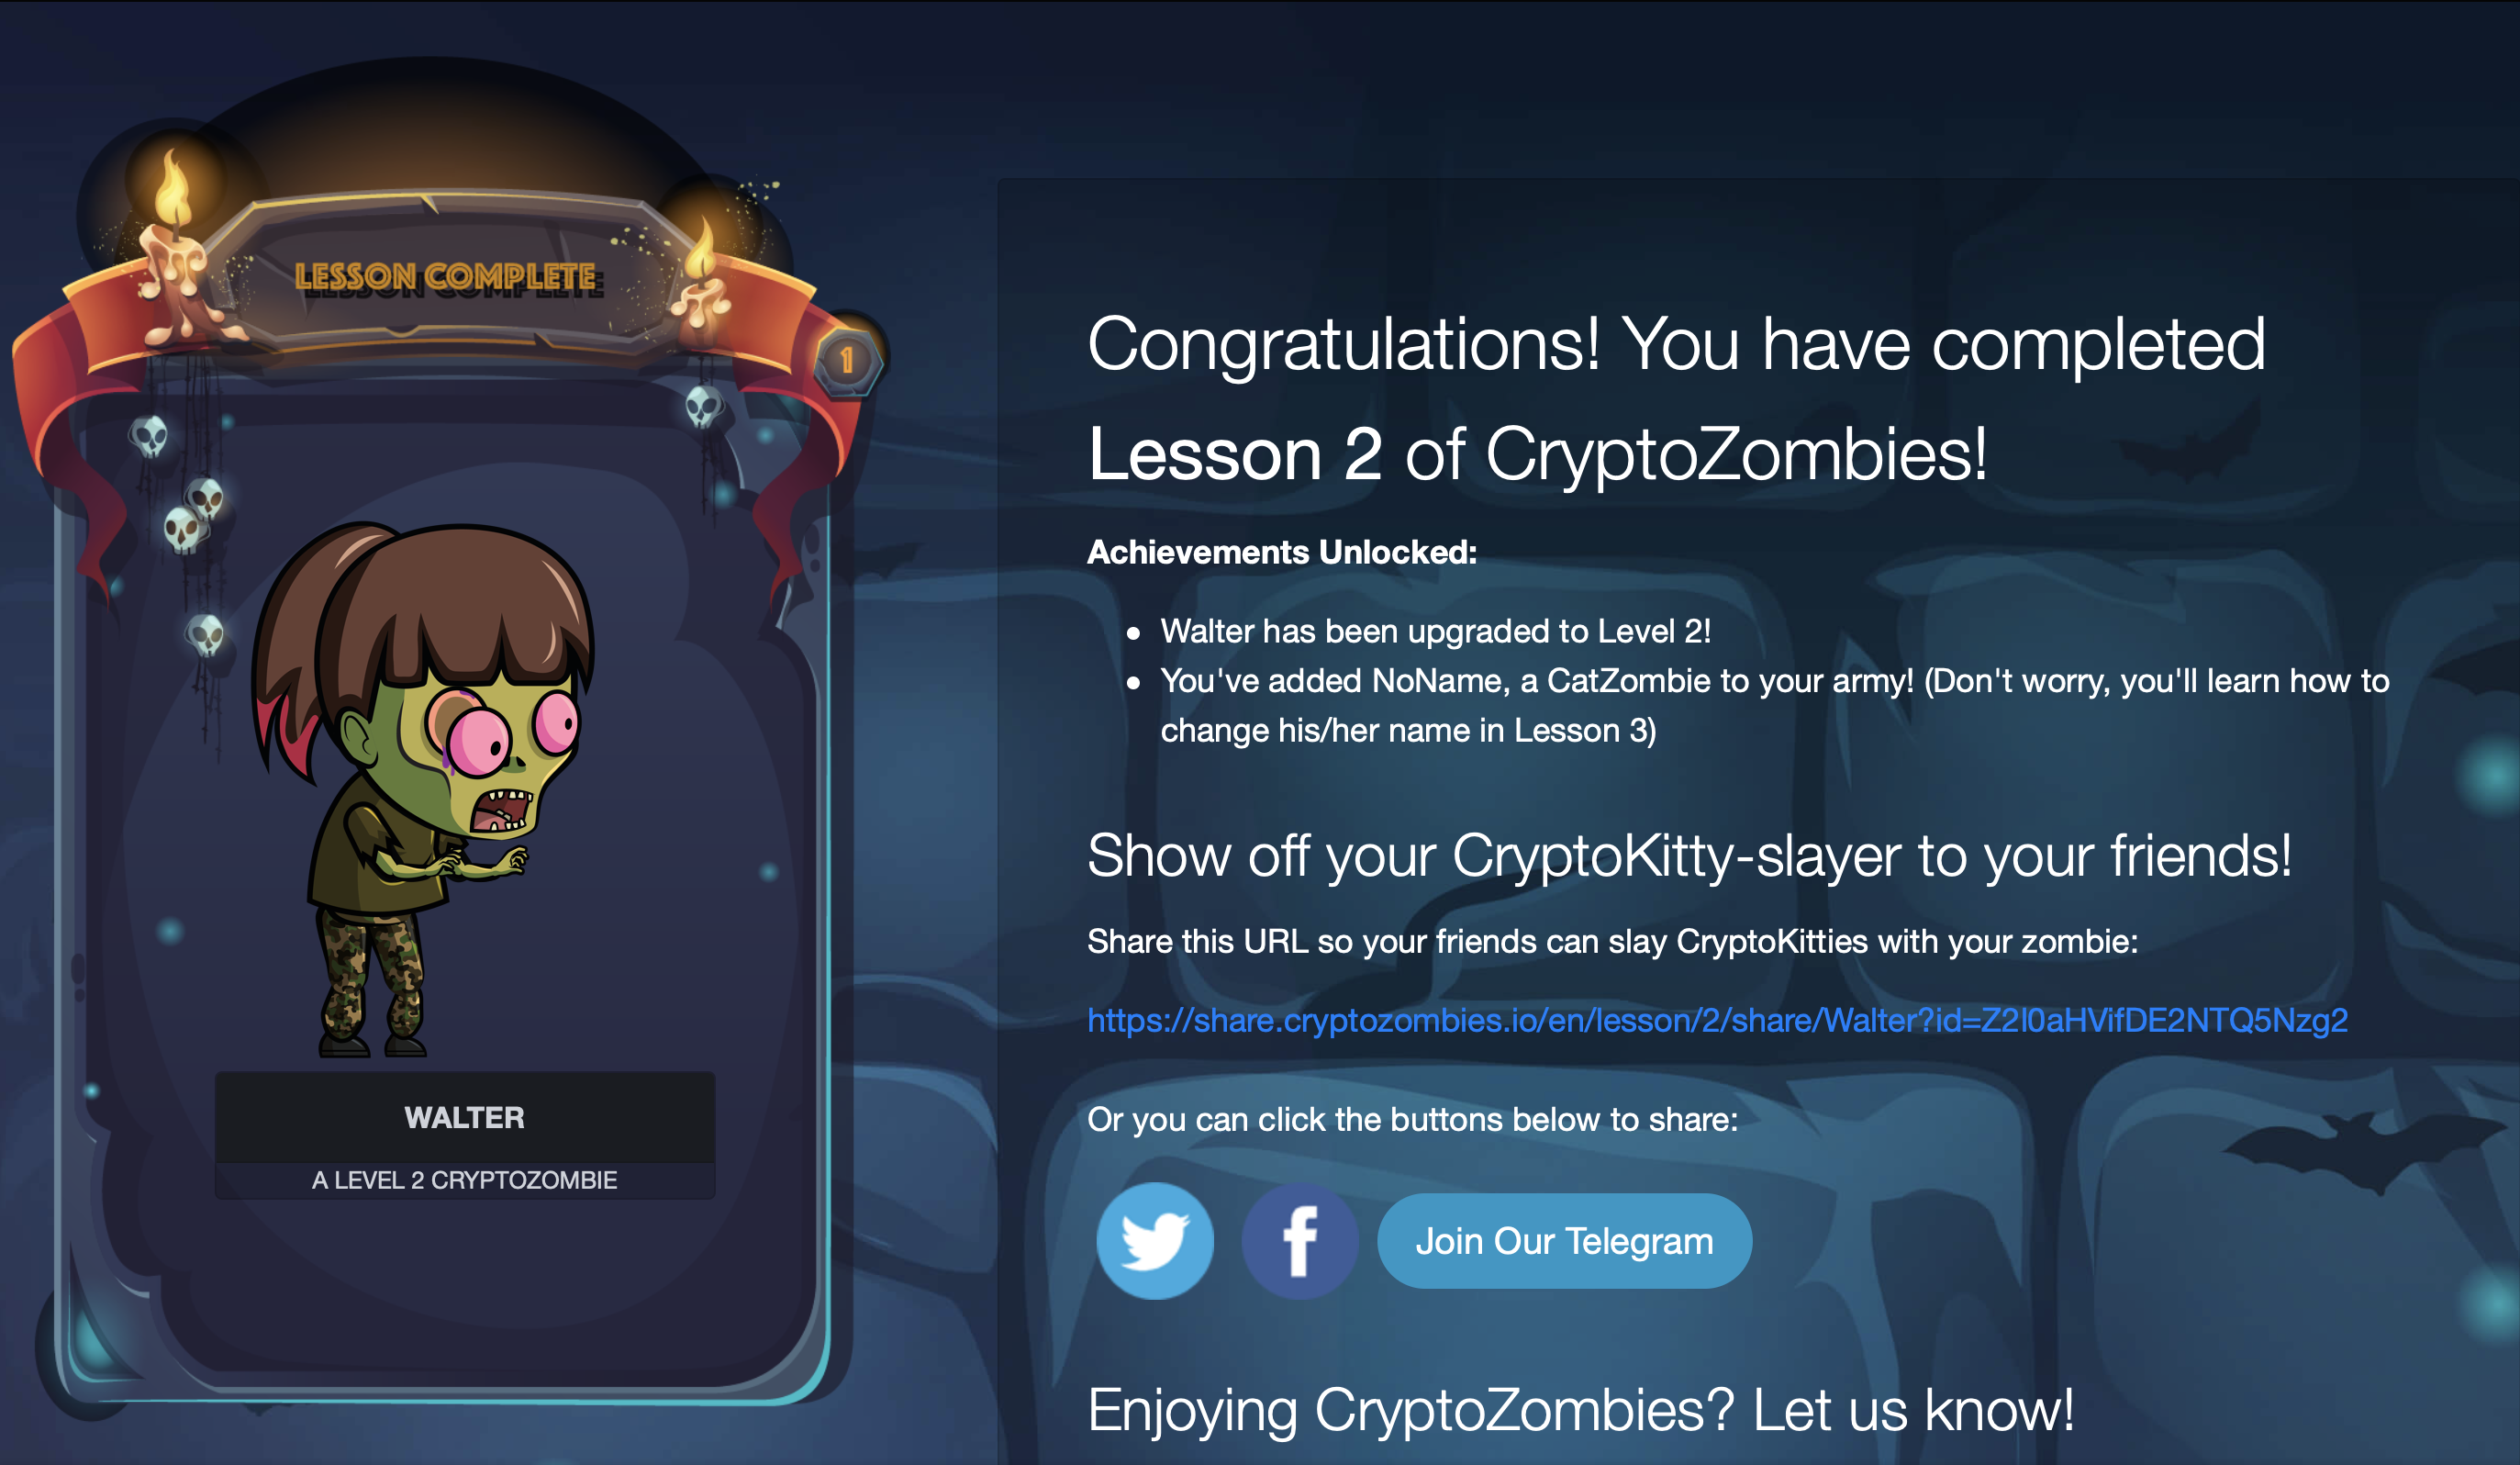 LESSON COMPLETE
1
WALTER
A LEVEL 2 CRYPTOZOMBIE
Congratulations! You have completed
Lesson 2 of CryptoZombies!
Achievements Unlocked:
Walter has been upgraded to Level 2!
You've added NoName, a CatZombie to your army! (Don't worry, you'll learn how to
change his/her name in Lesson 3)
Show off your CryptoKitty-slayer to your friends!
Share this URL so your friends can slay CryptoKitties with your zombie:
https://share.cryptozombies.io/en/lesson/2/share/Walter?id=Z2l0aHVifDE2NTQ5Nzg2
Or you can click the buttons below to share:
Join Our Telegram
Enjoying CryptoZombies? Let us know!